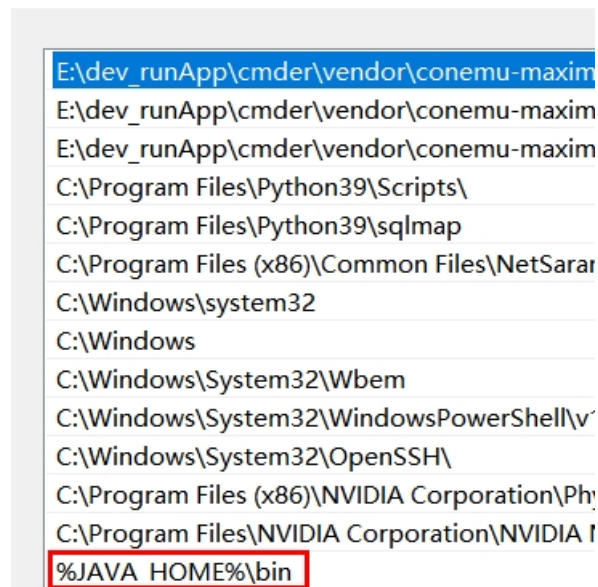 E:\dev_runApp\cmder\vendor\conemu-maxim
E:\dev_runApp\cmder\vendor\conemu-maxim
E:\dev_runApp\cmder\vendor\conemu-maxim
C:\Program Files\Python39\Scripts\
C:\Program Files\Python39\sqlmap
C:\Program Files (x86)\Common Files\NetSaran
C:\Windows\system32
C:\Windows
C:\Windows\System32\Wbem
C:\Windows\System32\WindowsPowerShell\v1
C:\Windows\System32\OpenSSH\
C:\Program Files (x86)\NVIDIA Corporation\Phy
C:\Program Files\NVIDIA Corporation\NVIDIA N
%JAVA_HOME%\bin